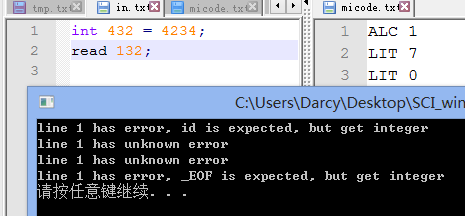 tmp.txt in.txt micode.txt micode.txt
1 int 432 = 4234;
2 read 132;
3
1 ALC 1
2 LIT 7
3 LIT 0
C:\Users\Darcy\Desktop\SCI_win
line 1 has error, id is expected, but get integer
line 1 has unknown error
line 1 has unknown error
line 1 has error, _EOF is expected, but get integer
请按任意键继续. . .